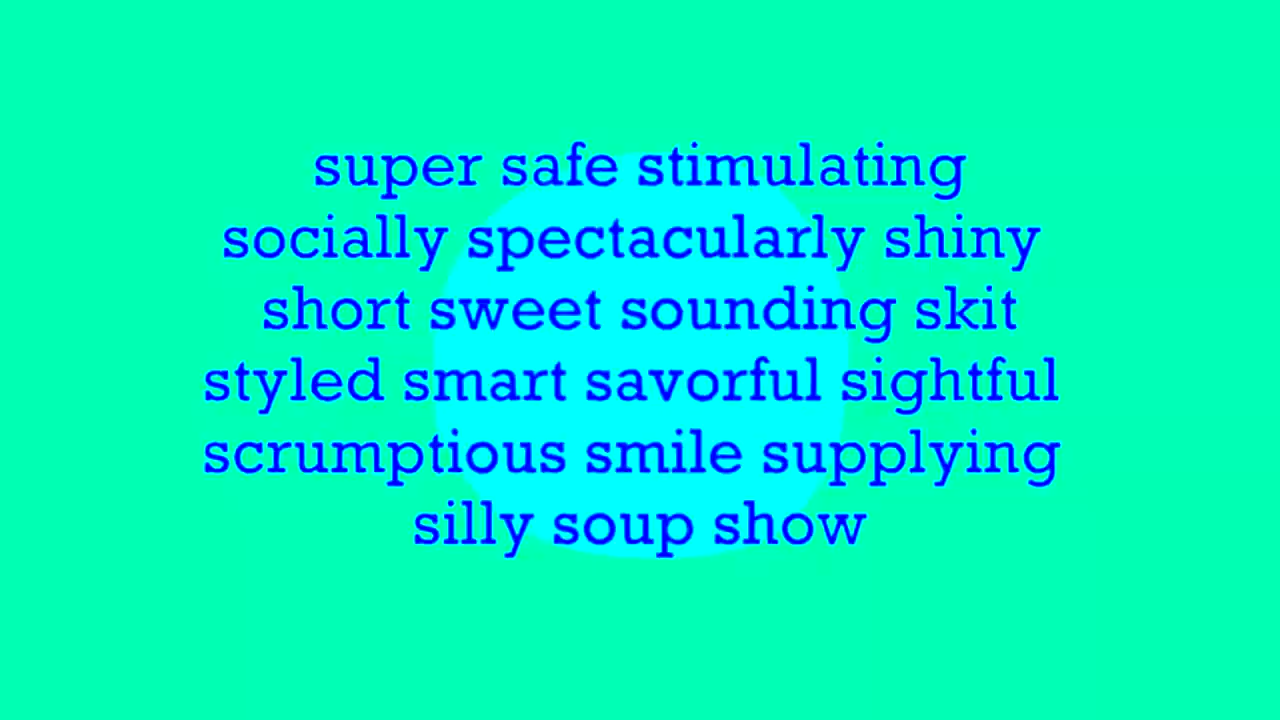 super safe stimulating
socially spectacularly shiny
short sweet sounding skit
styled smart savorful sightful
scrumptious smile supplying
silly soup show